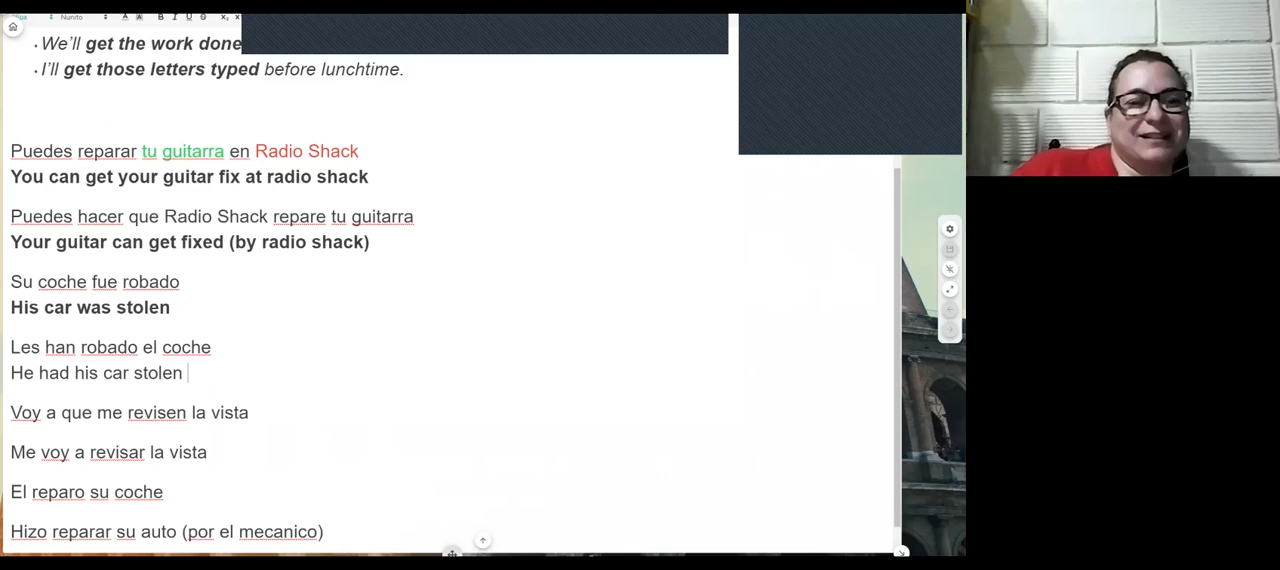 Nunito B I U S X₂ X
• We'll get the work done
• I'll get those letters typed before lunchtime.
Puedes reparar tu guitarra en Radio Shack
You can get your guitar fix at radio shack
Puedes hacer que Radio Shack repare tu guitarra
Your guitar can get fixed (by radio shack)
Su coche fue robado
His car was stolen
Les han robado el coche
He had his car stolen
Voy a que me revisen la vista
Me voy a revisar la vista
El reparo su coche
Hizo reparar su auto (por el mecanico)